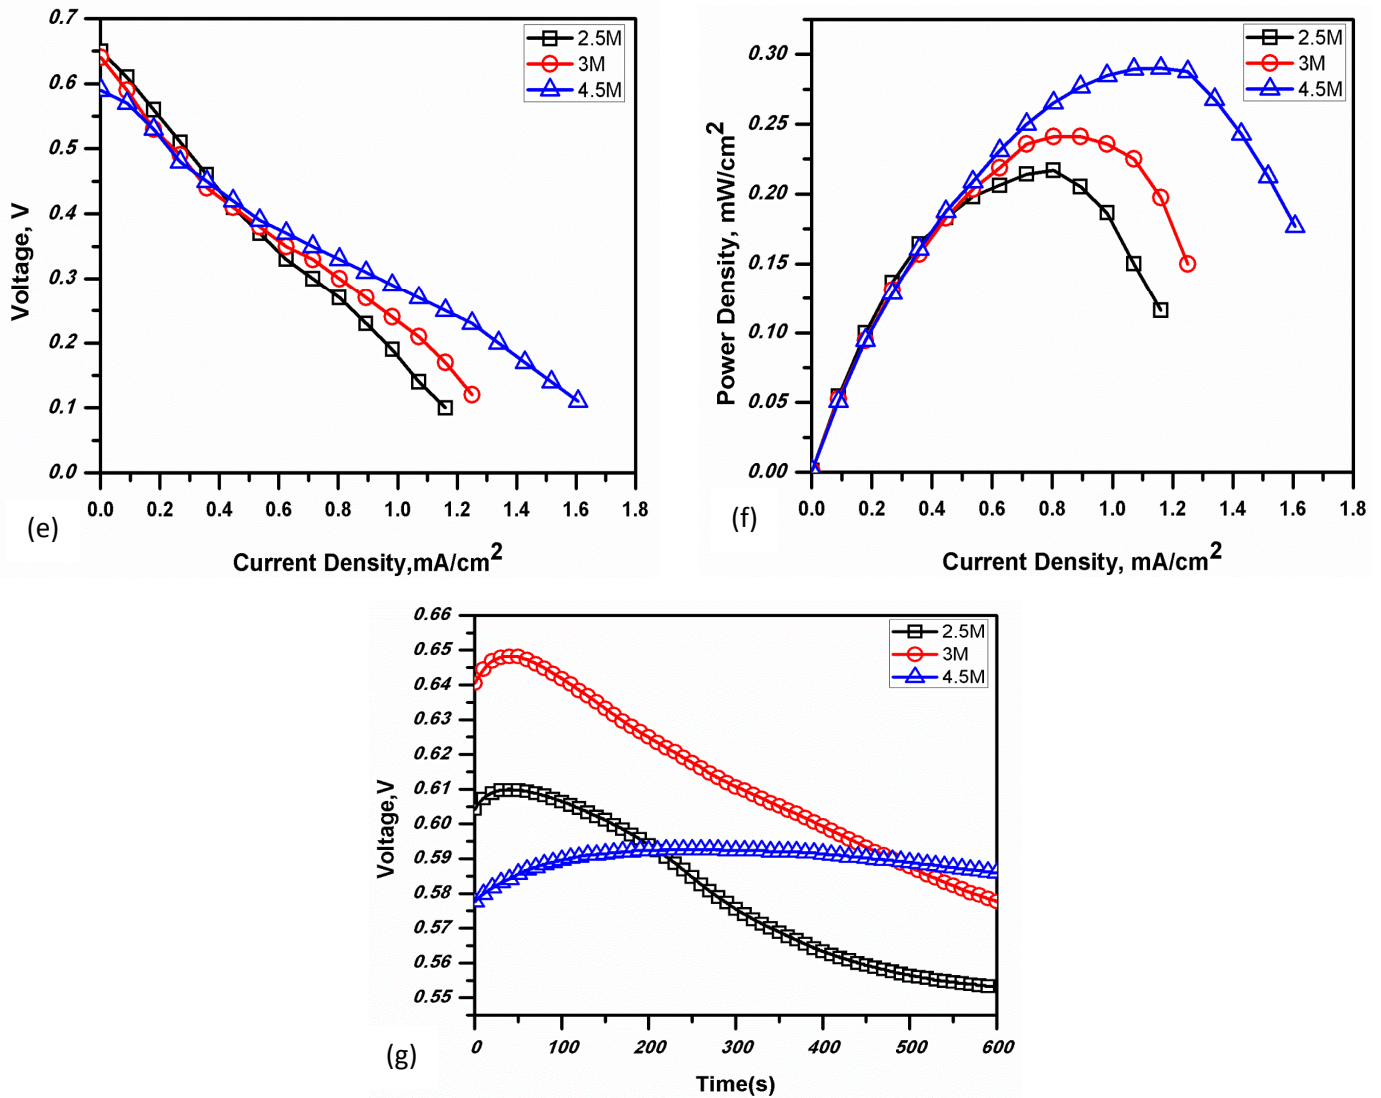 0.7
0.6
0.5
0.4
0.3
0.2
0.1
0.0
Voltage, V
2.5M
3M
4.5M
0.0 0.2 0.4 0.6 0.8 1.0 1.2 1.4 1.6 1.8
Current Density,mA/cm2
(e)
0.30
0.25
0.20
0.15
0.10
0.05
0.00
Power Density, mW/cm2
2.5M
3M
4.5M
0.0 0.2 0.4 0.6 0.8 1.0 1.2 1.4 1.6 1.8
Current Density, mA/cm2
(f)
0.66
0.65
0.64
0.63
0.62
0.61
0.60
0.59
0.58
0.57
0.56
0.55
Voltage,V
2.5M
3M
4.5M
0 100 200 300 400 500 600
Time(s)
(g)